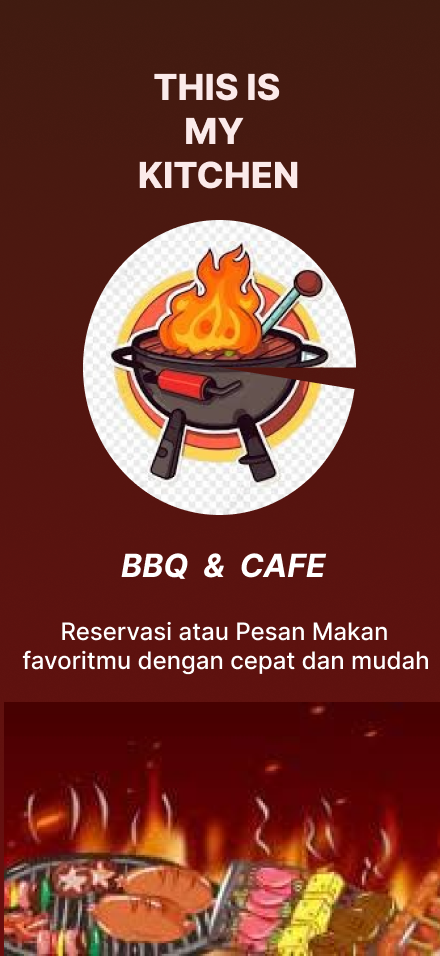 THIS IS
MY
KITCHEN
BBQ & CAFE
Reservasi atau Pesan Makan
favoritmu dengan cepat dan mudah